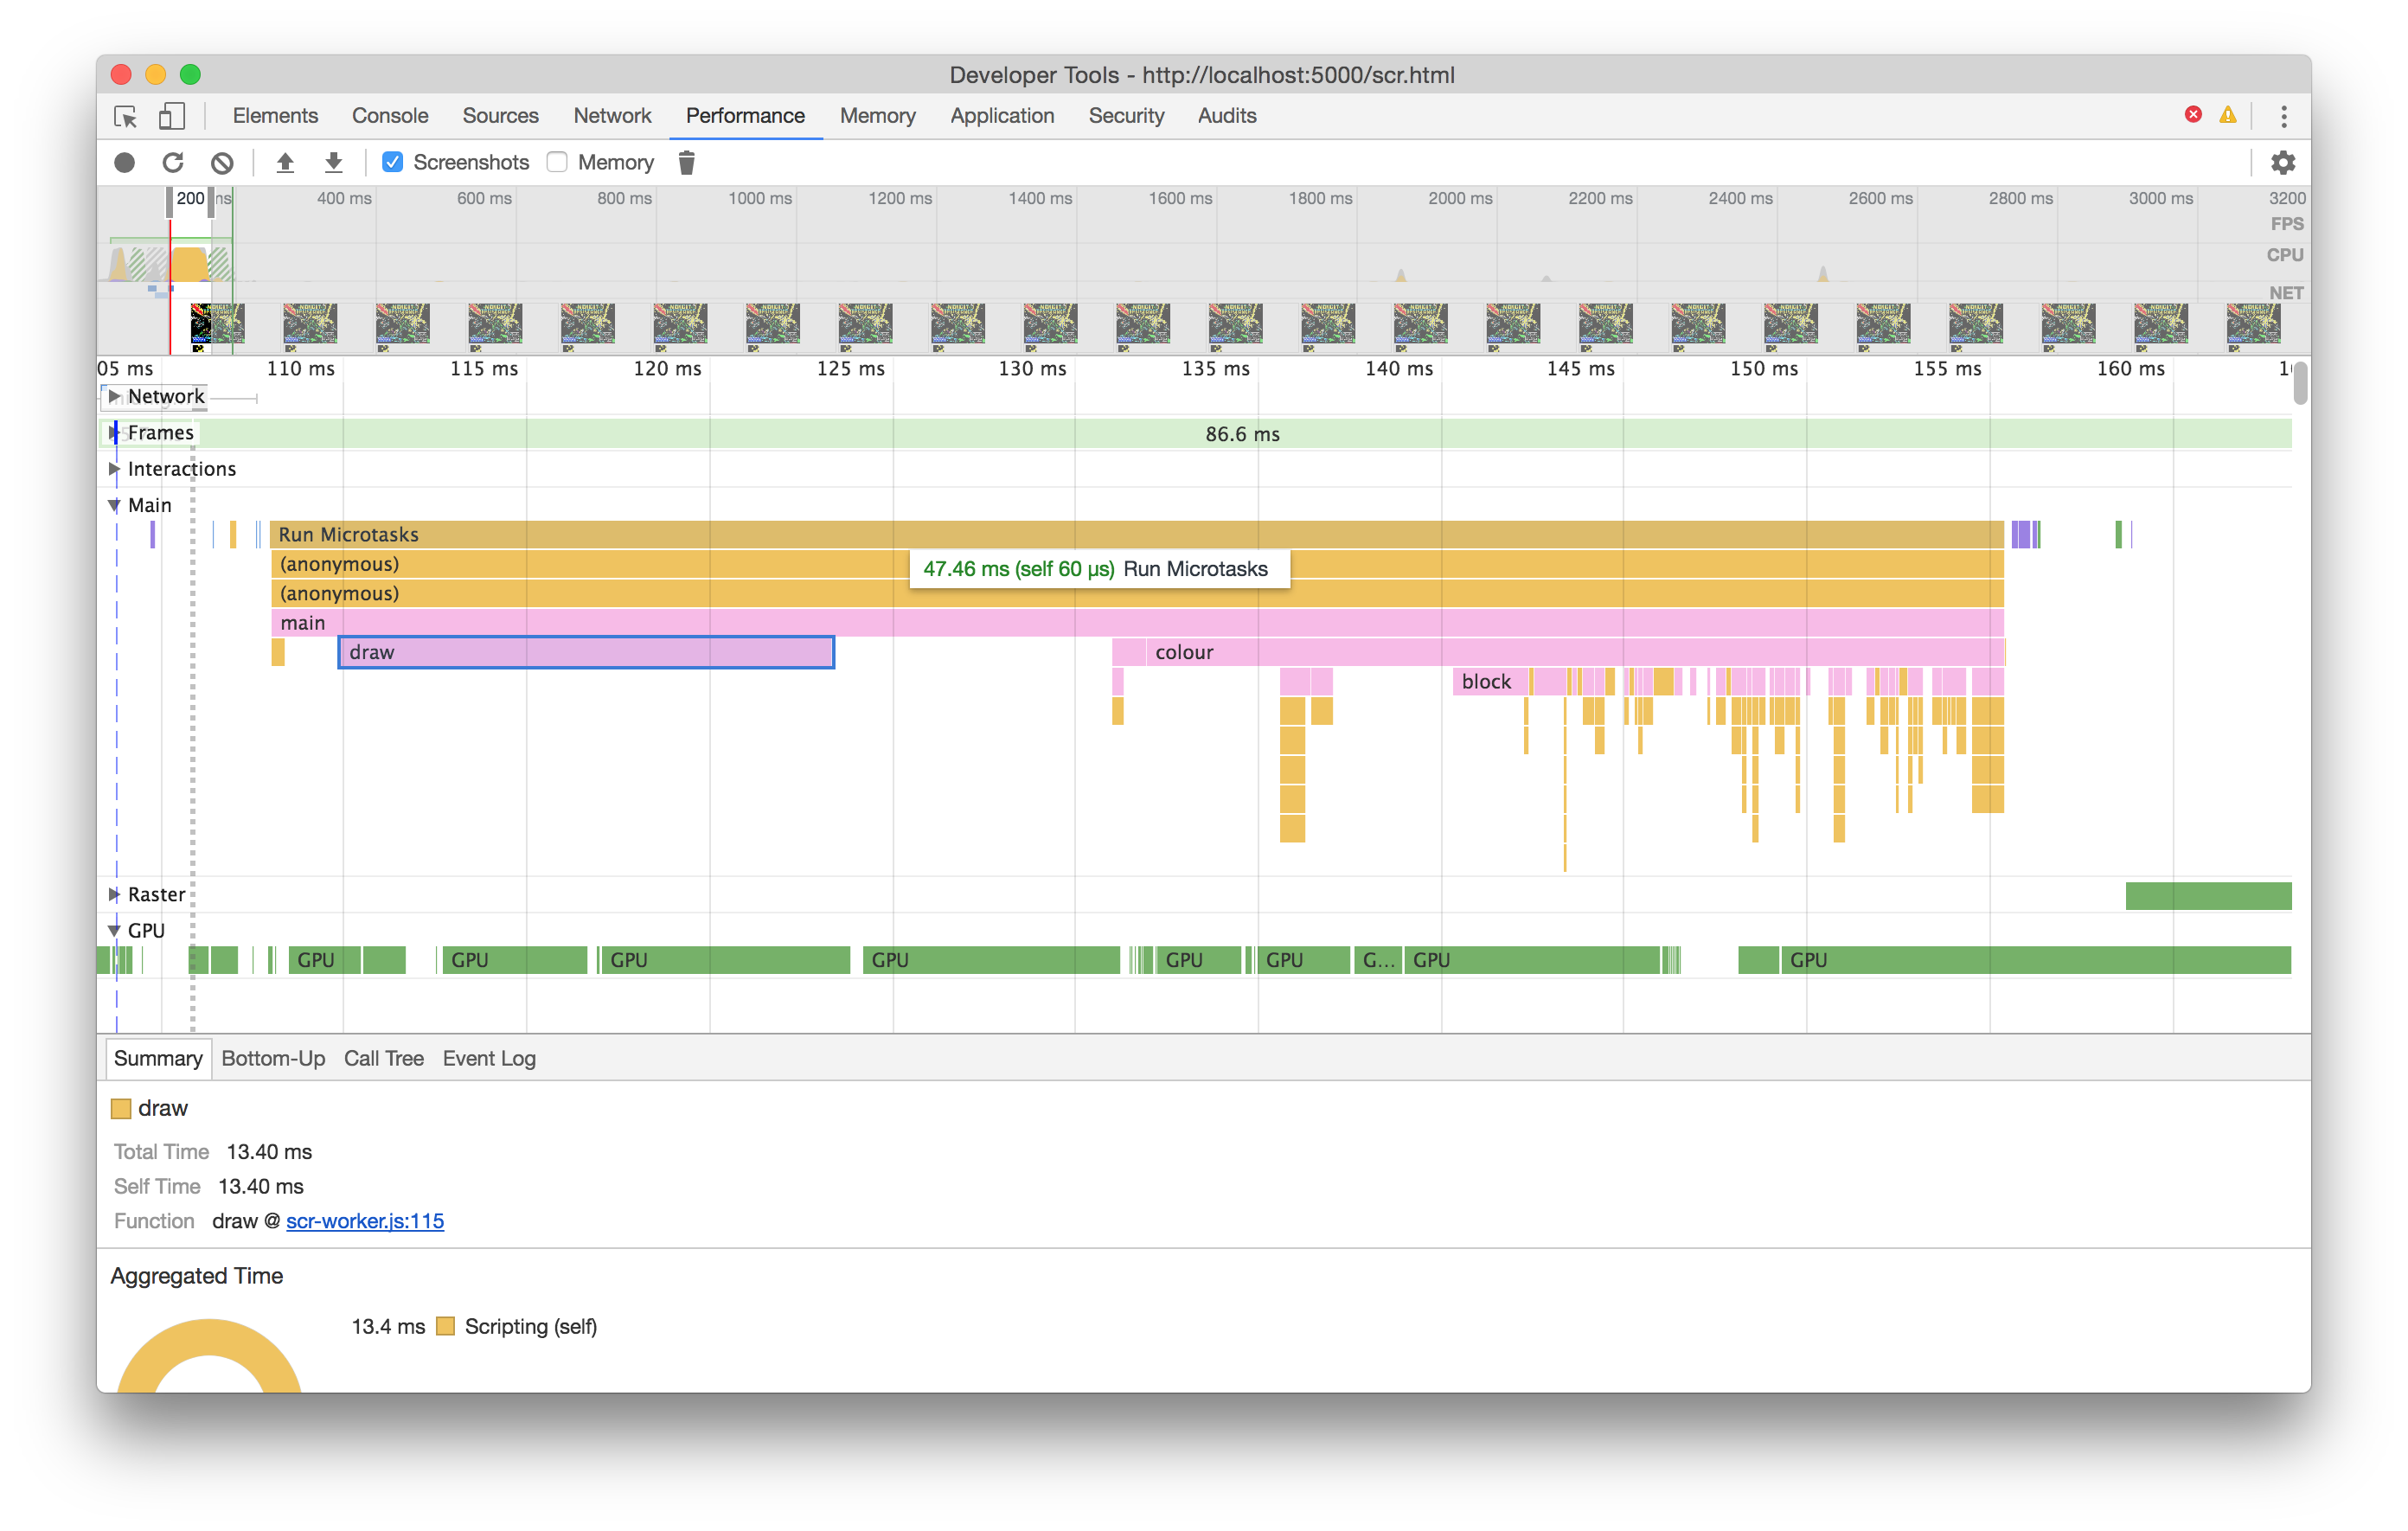 Developer Tools - http://localhost:5000/scr.html
Elements Console Sources Network Performance Memory Application Security Audits
Screenshots Memory
200 ms 400 ms 600 ms 800 ms 1000 ms 1200 ms 1400 ms 1600 ms 1800 ms 2000 ms 2200 ms 2400 ms 2600 ms 2800 ms 3000 ms 3200
FPS
CPU
NET
05 ms 110 ms 115 ms 120 ms 125 ms 130 ms 135 ms 140 ms 145 ms 150 ms 155 ms 160 ms
Network
Frames 86.6 ms
Interactions
Main
Run Microtasks
(anonymous)
47.46 ms (self 60 μs) Run Microtasks
(anonymous)
main
draw colour
block
Raster
GPU
GPU GPU GPU GPU GPU GPU G... GPU GPU
Summary Bottom-Up Call Tree Event Log
draw
Total Time 13.40 ms
Self Time 13.40 ms
Function draw @ scr-worker.js:115
Aggregated Time
13.4 ms Scripting (self)